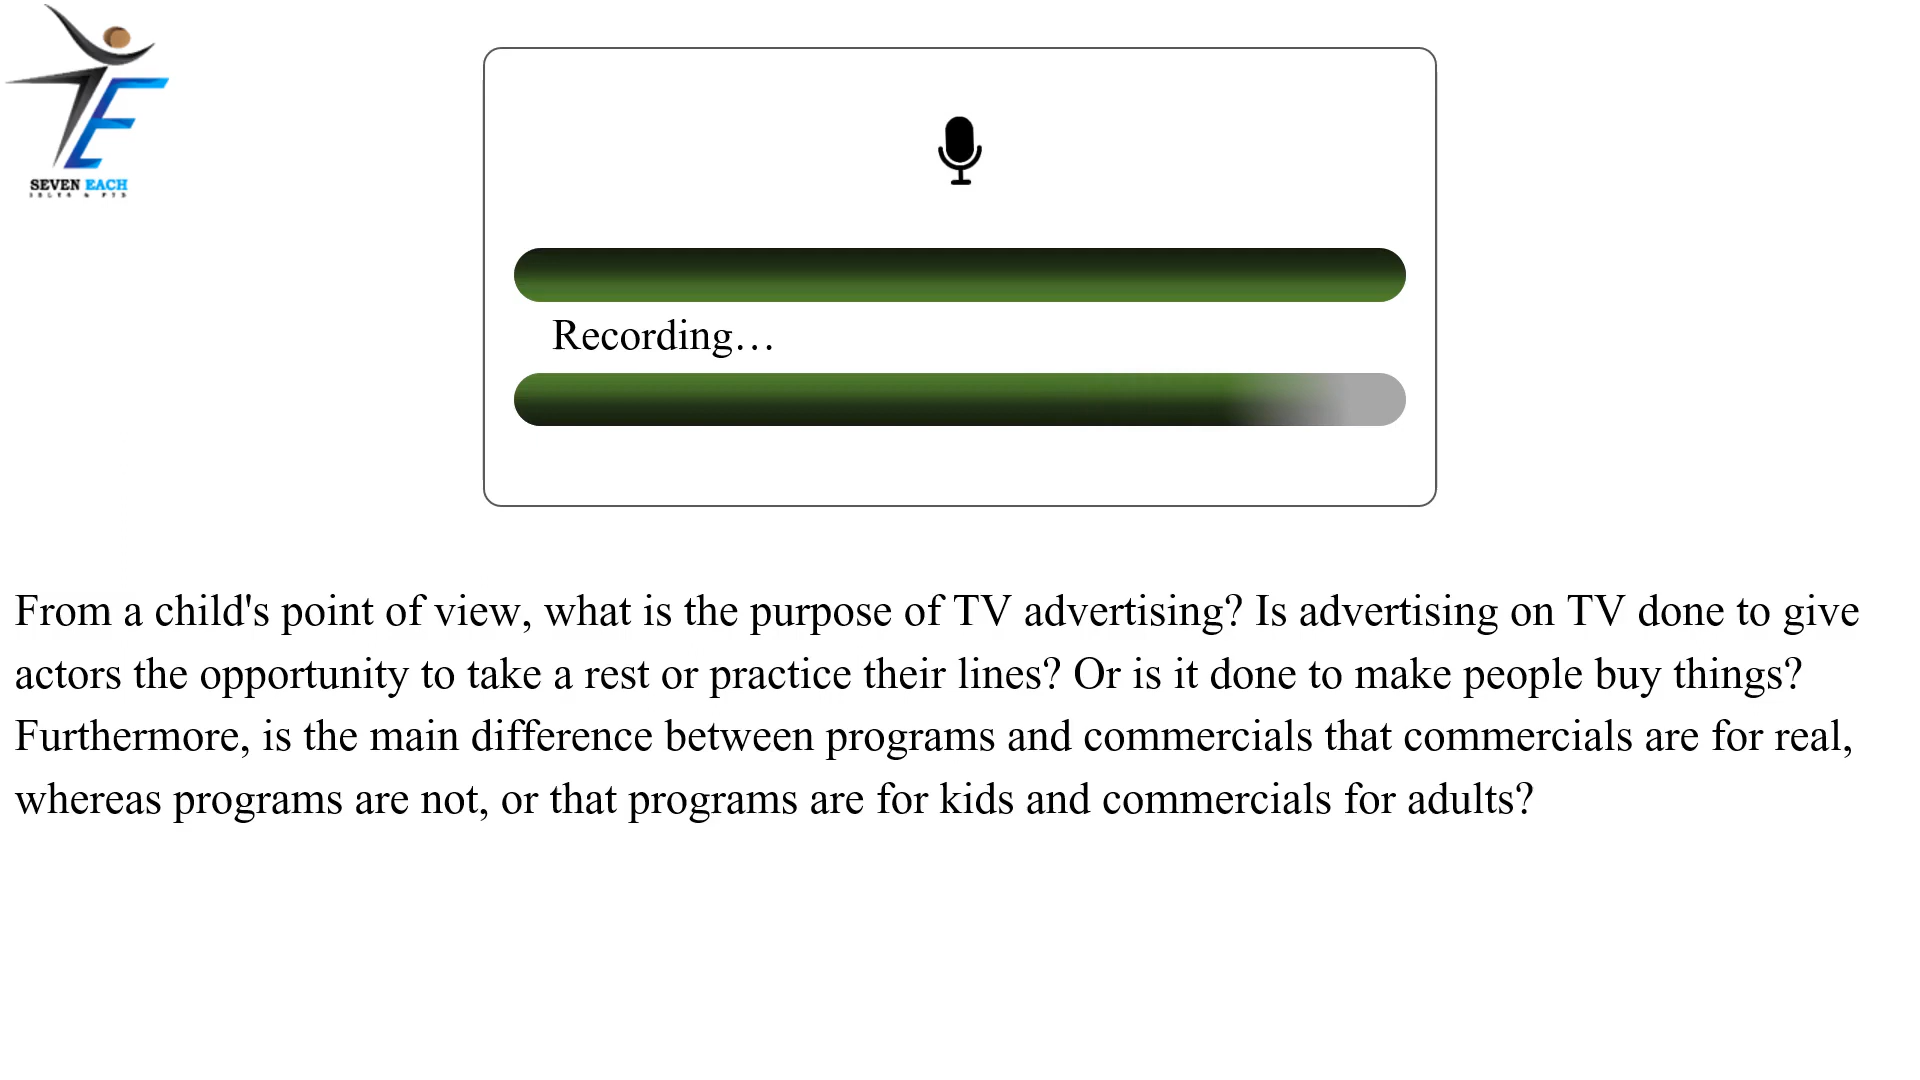 SEVEN EACH
Recording…
From a child's point of view, what is the purpose of TV advertising? Is advertising on TV done to give
actors the opportunity to take a rest or practice their lines? Or is it done to make people buy things?
Furthermore, is the main difference between programs and commercials that commercials are for real,
whereas programs are not, or that programs are for kids and commercials for adults?